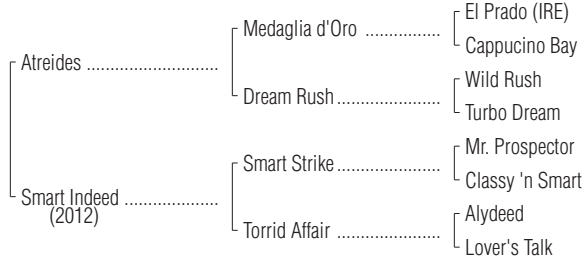 El Prado (IRE)
Medaglia d'Oro ..................
Cappucino Bay
Atreides ................................
Wild Rush
Dream Rush.........................
Turbo Dream
Mr. Prospector
Smart Strike.........................
Classy 'n Smart
Smart Indeed ......................
(2012)
Alydeed
Torrid Affair .........................
Lover's Talk